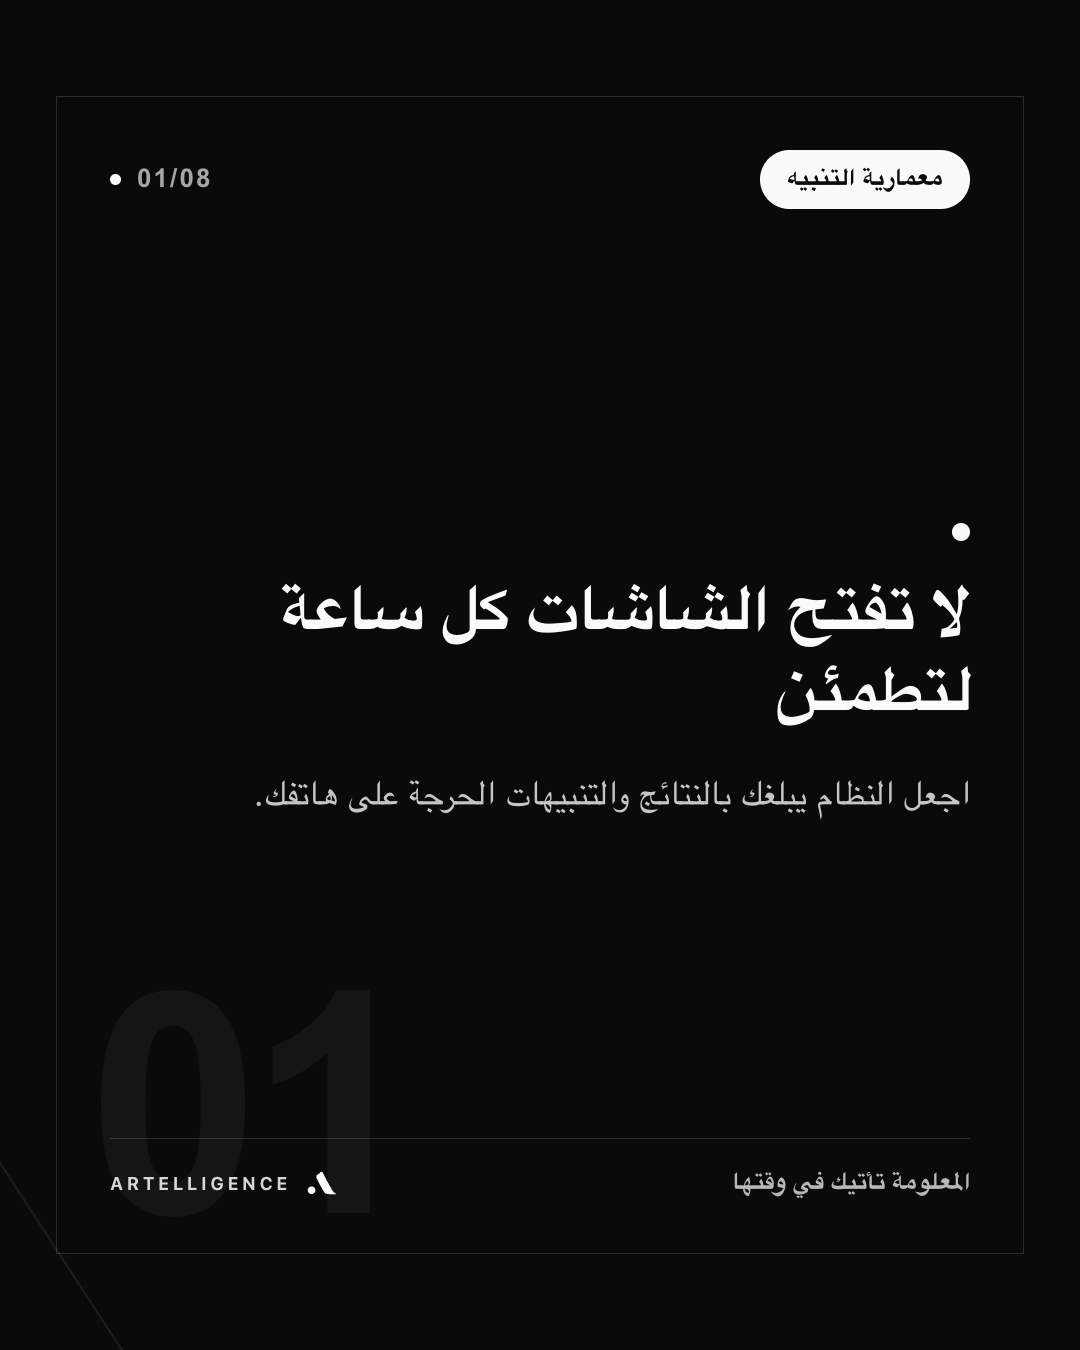 معمارية التنبيه
01/08
لا تفتح الشاشات كل ساعة
لتطمئن
اجعل النظام يبلغك بالنتائج والتنبيهات الحرجة على هاتفك.
01
المعلومة تأتيك في وقتها
ARTELLIGENCE